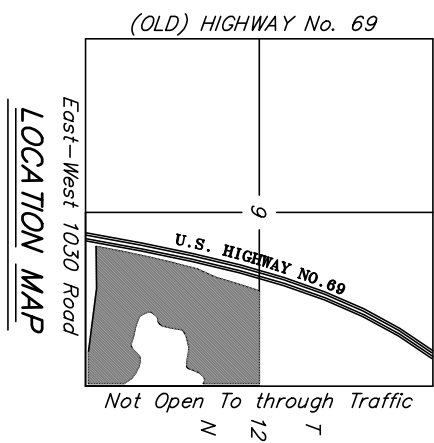 (OLD) HIGHWAY No. 69
East-West 1030 Road
LOCATION MAP
6
U.S. HIGHWAY NO.69
Not Open To through Traffic
T
12
N